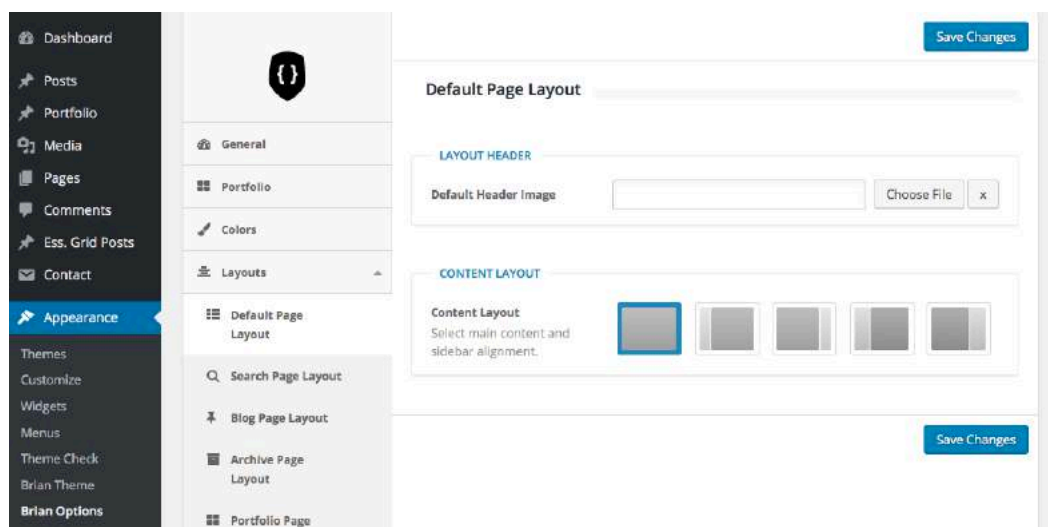 Dashboard
Posts
Portfolio
Media
Pages
Comments
Ess. Grid Posts
Contact
Appearance
Themes
Customize
Widgets
Menus
Theme Check
Brian Theme
Brian Options
{}
General
Portfolio
Colors
Layouts
Default Page
Layout
Search Page Layout
Blog Page Layout
Archive Page
Layout
Portfolio Page
Save Changes
Default Page Layout
LAYOUT HEADER
Default Header Image
Choose File
x
CONTENT LAYOUT
Content Layout
Select main content and
sidebar alignment.
Save Changes